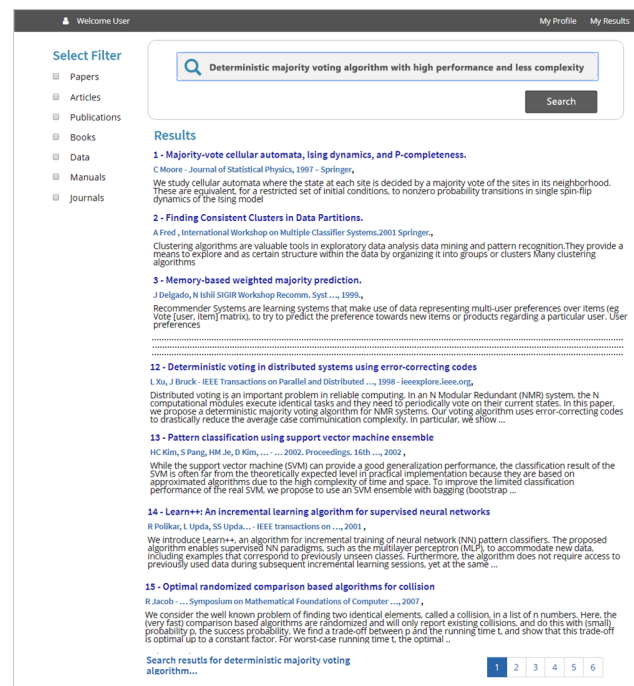 Welcome User
My Profile My Results
Select Filter
Papers
Articles
Publications
Books
Data
Manuals
Journals
Deterministic majority voting algorithm with high performance and less complexity
Search
Results
1 - Majority-vote cellular automata, Ising dynamics, and P-completeness.
C Moore - Journal of Statistical Physics, 1997 – Springer,
We study cellular automata where the state at each site is decided by a majority vote of the sites in its neighborhood.
These are equivalent, for a restricted set of initial conditions, to nonzero probability transitions in single spin-flip
dynamics of the Ising model
2 - Finding Consistent Clusters in Data Partitions.
A Fred , International Workshop on Multiple Classifier Systems.2001 Springer.,
Clustering algorithms are valuable tools in exploratory data analysis data mining and pattern recognition.They provide a
means to explore and as certain structure within the data by organizing it into groups or clusters Many clustering
algorithms
3 - Memory-based weighted majority prediction.
J Delgado, N Ishii SIGIR Workshop Recomm. Syst ..., 1999.,
Recommender Systems are learning systems that make use of data representing multi-user preferences over items (eg
Vote [user, item] matrix), to try to predict the preference towards new items or products regarding a particular user. User
preferences
12 - Deterministic voting in distributed systems using error-correcting codes
L Xu, J Bruck - IEEE Transactions on Parallel and Distributed ..., 1998 - ieeexplore.ieee.org,
Distributed voting is an important problem in reliable computing. In an N Modular Redundant (NMR) system, the N
computational modules execute identical tasks and they need to periodically vote on their current states. In this paper,
we propose a deterministic majority voting algorithm for NMR systems. Our voting algorithm uses error-correcting codes
to drastically reduce the average case communication complexity. In particular, we show ...
13 - Pattern classification using support vector machine ensemble
HC Kim, S Pang, HM Je, D Kim, ... - ... 2002. Proceedings. 16th ..., 2002 ,
While the support vector machine (SVM) can provide a good generalization performance, the classification result of the
SVM is often far from the theoretically expected level in practical implementation because they are based on
approximated algorithms due to the high complexity of time and space. To improve the limited classification
performance of the real SVM, we propose to use an SVM ensemble with bagging (bootstrap ...
14 - Learn++: An incremental learning algorithm for supervised neural networks
R Polikar, L Upda, SS Upda... - IEEE transactions on ..., 2001 ,
We introduce Learn++, an algorithm for incremental training of neural network (NN) pattern classifiers. The proposed
algorithm enables supervised NN paradigms, such as the multilayer perceptron (MLP), to accommodate new data,
including examples that correspond to previously unseen classes. Furthermore, the algorithm does not require access to
previously used data during subsequent incremental learning sessions, yet at the same ...
15 - Optimal randomized comparison based algorithms for collision
R Jacob - ... Symposium on Mathematical Foundations of Computer ..., 2007 ,
We consider the well known problem of finding two identical elements, called a collision, in a list of n numbers. Here, the
(very fast) comparison based algorithms are randomized and will only report existing collisions, and do this with (small)
probability p, the success probability. We find a trade-off between p and the running time t, and show that this trade-off
is optimal up to a constant factor. For worst-case running time t, the optimal ..
Search resutls for deterministic majority voting
algorithm...
1 2 3 4 5 6